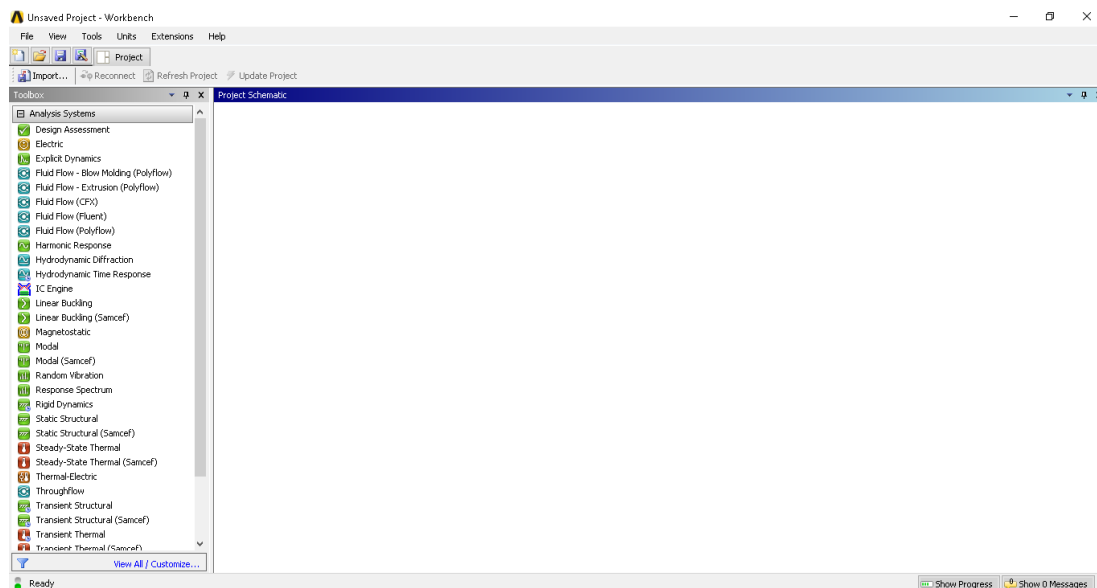 Unsaved Project - Workbench
File View Tools Units Extensions Help
Project
Import... Reconnect Refresh Project Update Project
Toolbox
Project Schematic
Analysis Systems
Design Assessment
Electric
Explicit Dynamics
Fluid Flow - Blow Molding (Polyflow)
Fluid Flow - Extrusion (Polyflow)
Fluid Flow (CFX)
Fluid Flow (Fluent)
Fluid Flow (Polyflow)
Harmonic Response
Hydrodynamic Diffraction
Hydrodynamic Time Response
IC Engine
Linear Buckling
Linear Buckling (Samcef)
Magnetostatic
Modal
Modal (Samcef)
Random Vibration
Response Spectrum
Rigid Dynamics
Static Structural
Static Structural (Samcef)
Steady-State Thermal
Steady-State Thermal (Samcef)
Thermal-Electric
Throughflow
Transient Structural
Transient Structural (Samcef)
Transient Thermal
Transient Thermal (Samcef)
View All / Customize...
Ready
Show Progress
Show 0 Messages